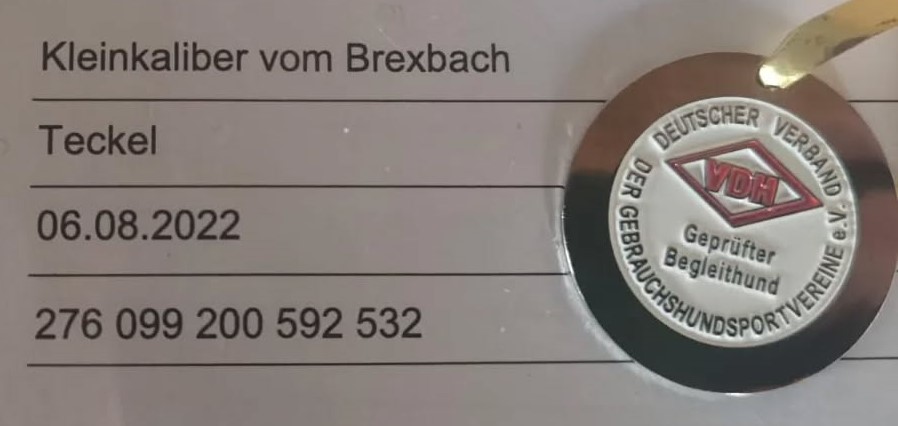 Kleinkaliber vom Brexbach
Teckel
06.08.2022
276 099 200 592 532
DEUTSCHER VERBAND DER GEBRAUCHSHUNDSPORTVEREINE e.V.
VDH
Geprüfter
Begleithund